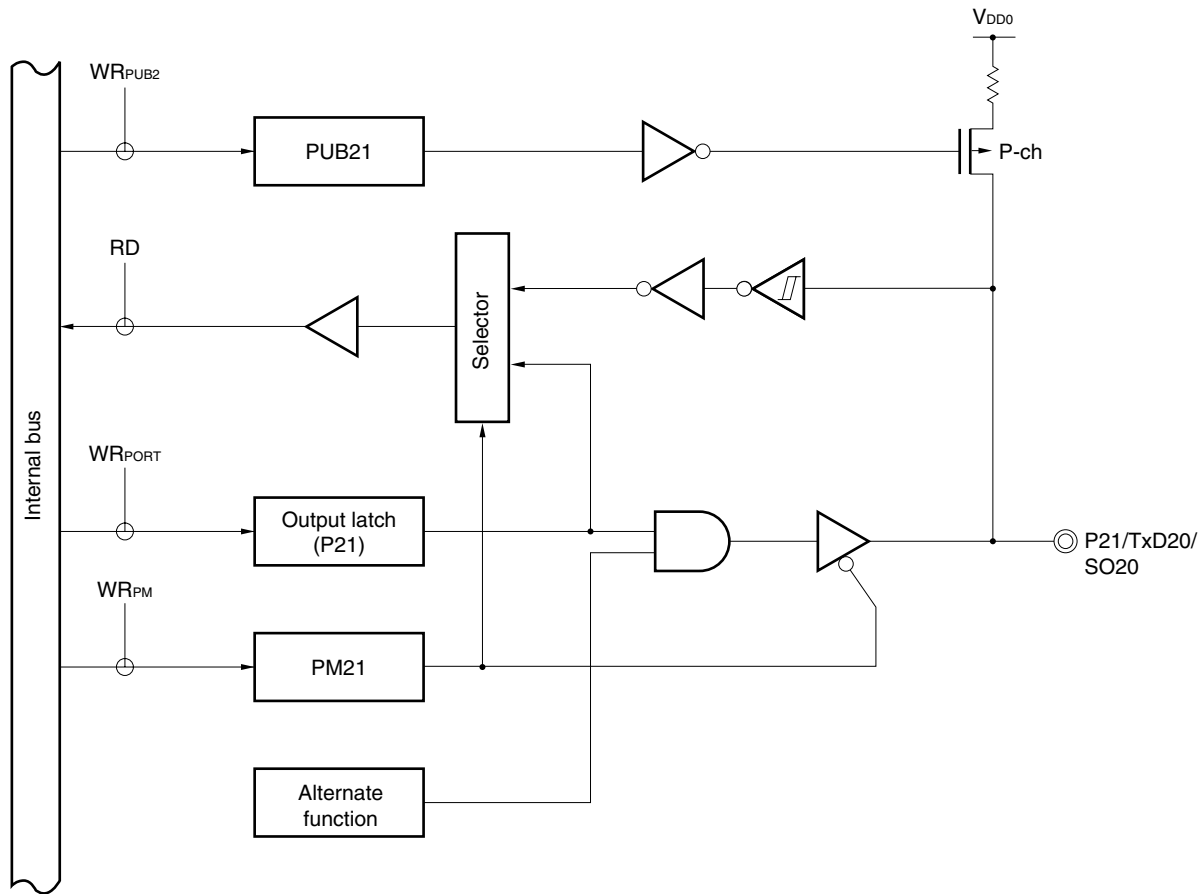 VDD0
WRPUB2
PUB21
P-ch
RD
Selector
Internal bus
WRPORT
Output latch
(P21)
P21/TxD20/
SO20
WRPM
PM21
Alternate
function